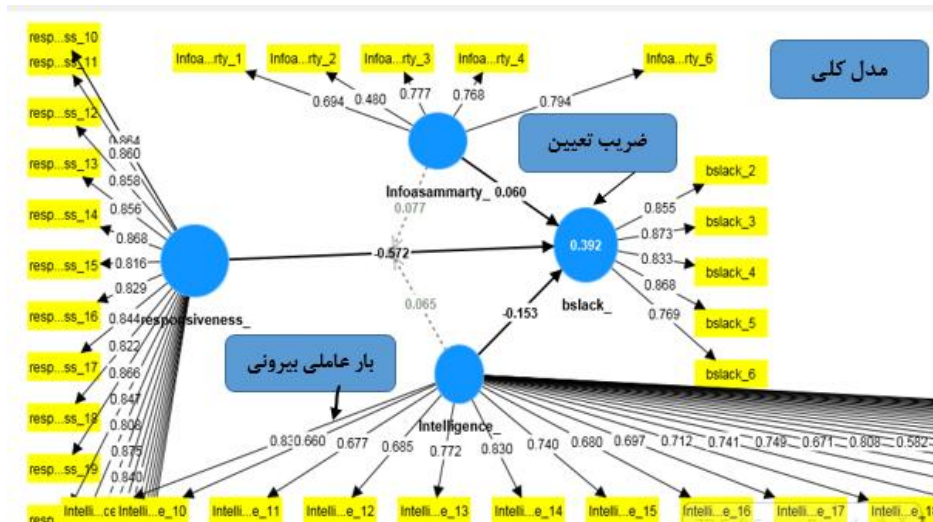 resp...ss_10
resp...ss_11
resp...ss_12
resp...ss_13
resp...ss_14
resp...ss_15
resp...ss_16
resp...ss_17
resp...ss_18
resp...ss_19
Infoa...rty_1
Infoa...rty_2
Infoa...rty_3
Infoa...rty_4
Infoa...rty_6
0.694
0.480
0.777
0.768
0.794
مدل کلی
ضریب تعیین
Infoasammarty_
0.060
0.077
0.860
0.858
0.856
0.868
0.816
0.829
0.844
0.822
0.866
0.847
0.808
0.875
0.840
responsiveness_
-0.572
0.392
bslack_
0.855
0.873
0.833
0.868
0.769
bslack_2
bslack_3
bslack_4
bslack_5
bslack_6
0.065
-0.153
بار عاملی بیرونی
Intelligence_
0.660
0.677
0.685
0.772
0.830
0.740
0.680
0.697
0.712
0.741
0.749
0.671
0.808
0.582
Intelli...e_10
Intelli...e_11
Intelli...e_12
Intelli...e_13
Intelli...e_14
Intelli...e_15
Intelli...e_16
Intelli...e_17